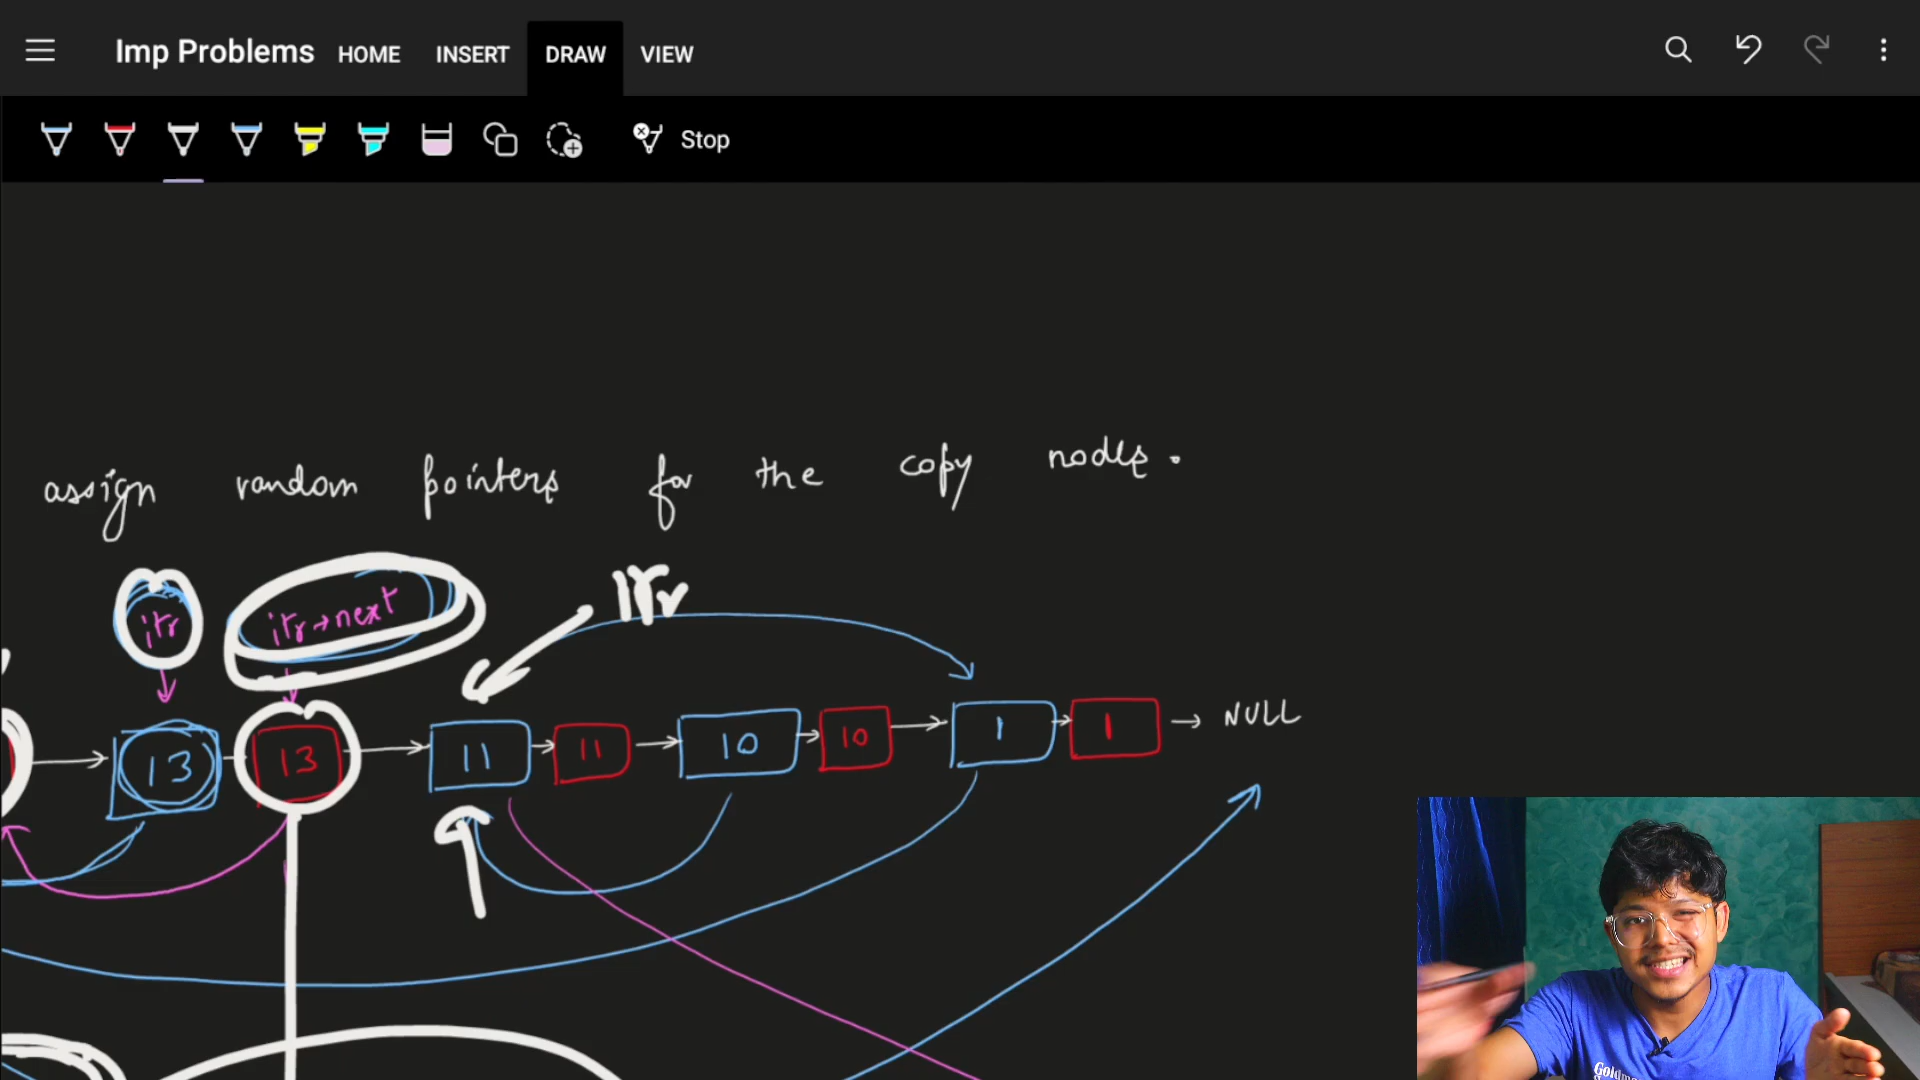 Imp Problems HOME INSERT DRAW VIEW
Stop
assign random pointers for the copy nodes.
itr itr→next itr
13 13 11 11 10 10 1 1 → NULL